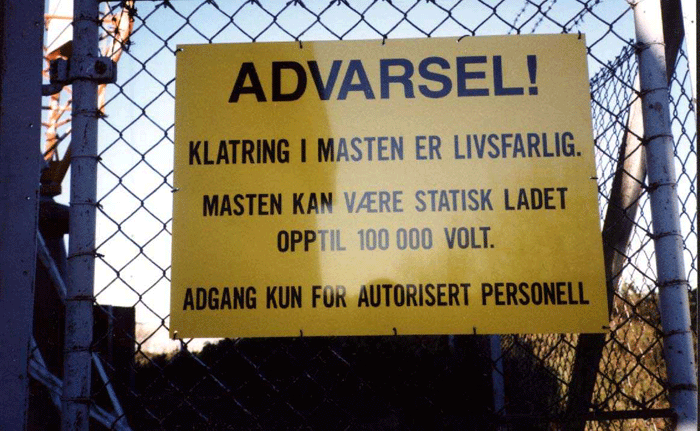 ADVARSEL!
KLATRING I MASTEN ER LIVSFARLIG.
MASTEN KAN VÆRE STATISK LADET
OPPTIL 100 000 VOLT.
ADGANG KUN FOR AUTORISERT PERSONELL